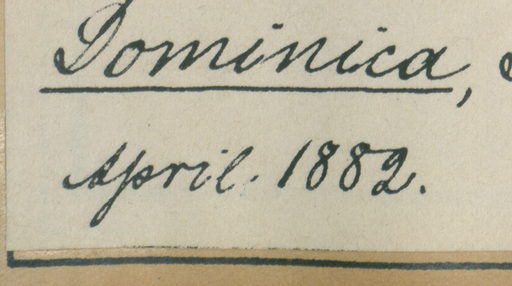 Dominica,
April. 1882.